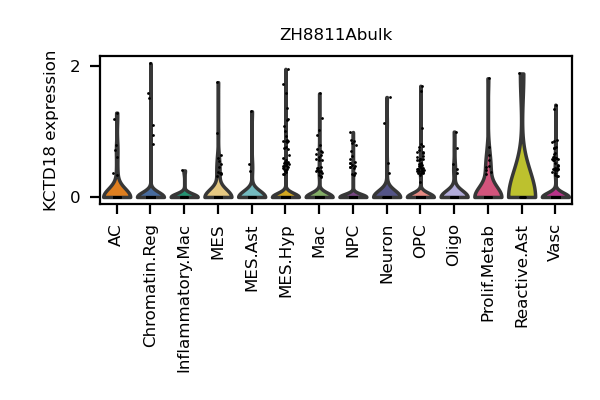 ZH8811Abulk
KCTD18 expression
2
0
AC
Chromatin.Reg
Inflammatory.Mac
MES
MES.Ast
MES.Hyp
Mac
NPC
Neuron
OPC
Oligo
Prolif.Metab
Reactive.Ast
Vasc